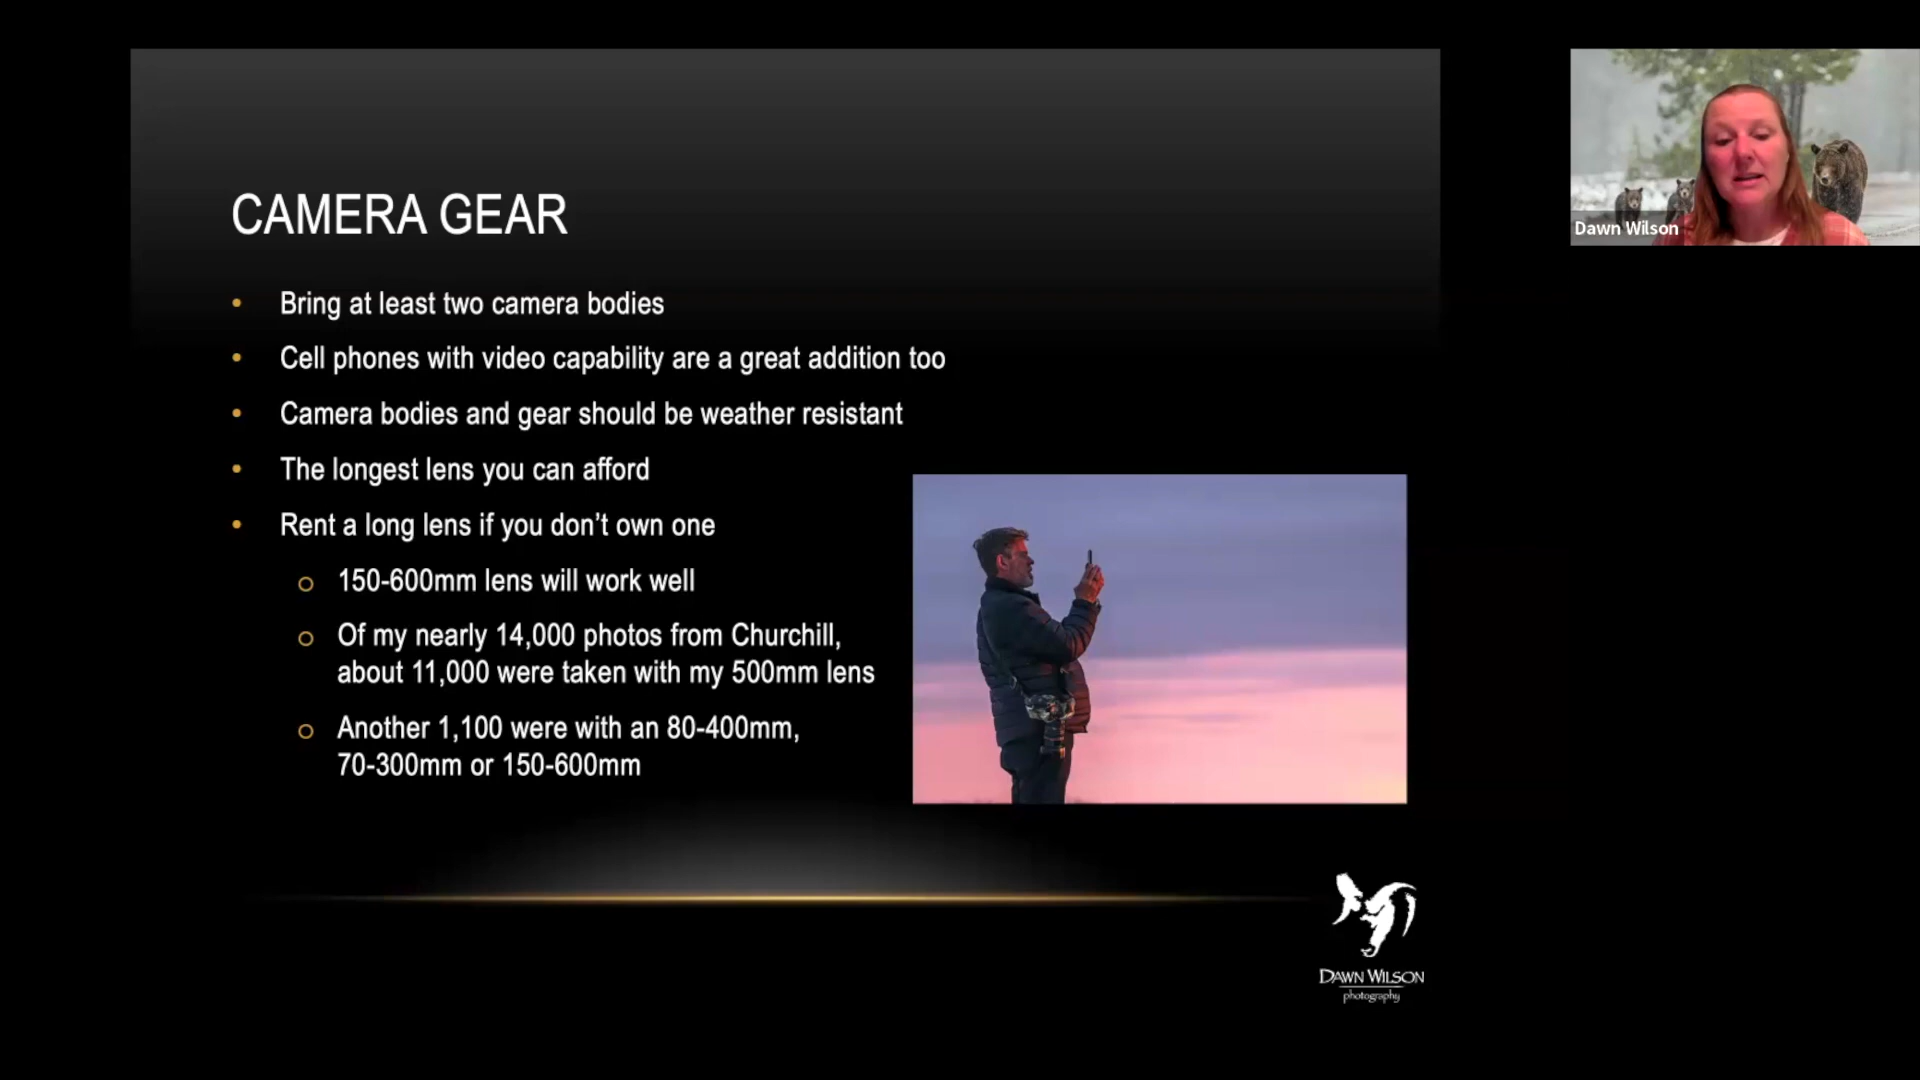 CAMERA GEAR
• Bring at least two camera bodies
• Cell phones with video capability are a great addition too
• Camera bodies and gear should be weather resistant
• The longest lens you can afford
• Rent a long lens if you don’t own one
o 150-600mm lens will work well
o Of my nearly 14,000 photos from Churchill,
about 11,000 were taken with my 500mm lens
o Another 1,100 were with an 80-400mm,
70-300mm or 150-600mm
DAWN WILSON
photography
Dawn Wilson